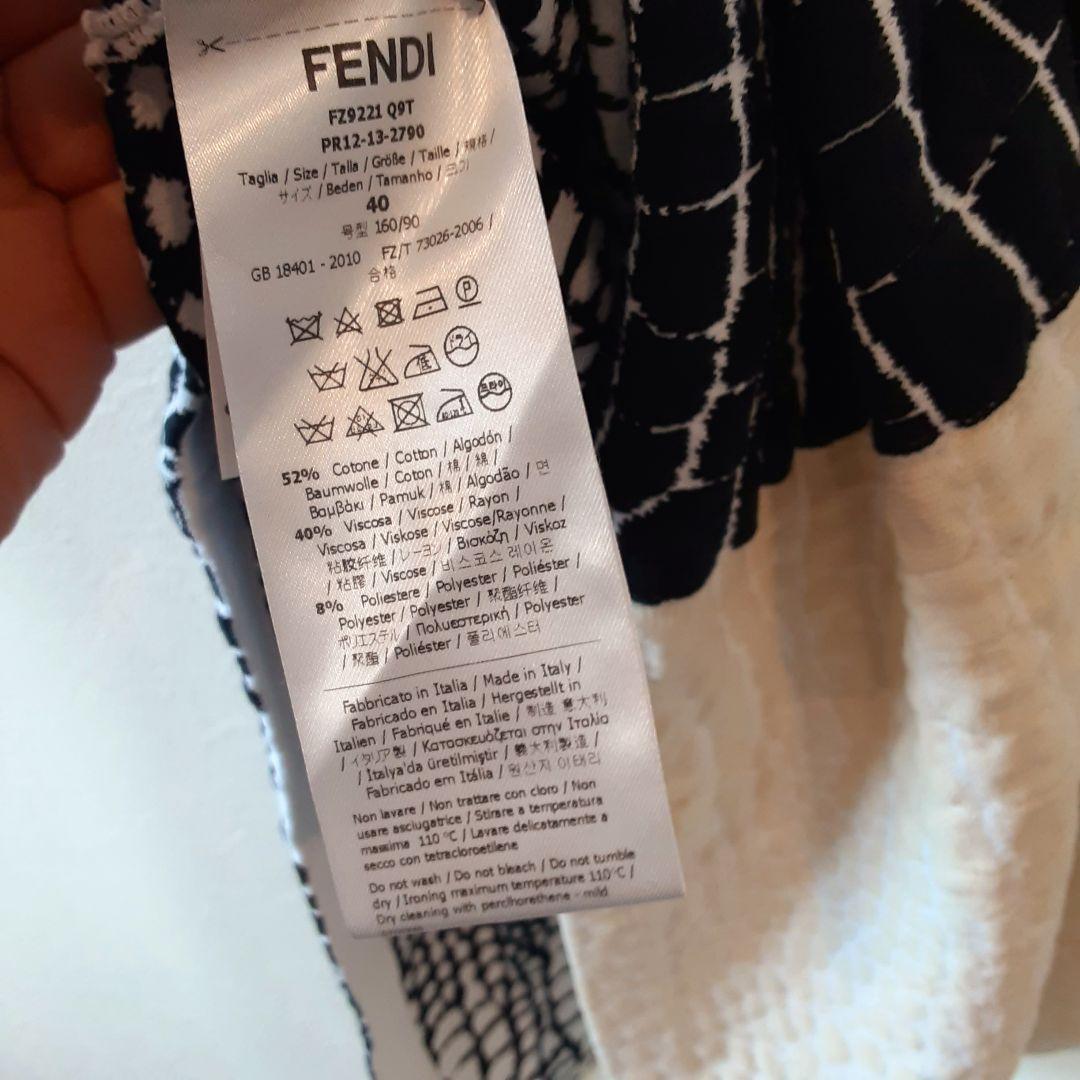 FENDI
FZ9221 Q9T
PR12-13-2790
Taglia / Size / Talla / Größe / Taille / 規格 /
サイズ / Beden / Tamanho / 크기
40
号型 160/90
GB 18401 - 2010 FZ/T 73026-2006 /
合格
P
低 ドライ
드라이
52% Cotone / Cotton / Algodón /
Baumwolle / Coton / 棉 / 綿 /
Βαμβάκι / Pamuk / 棉 / Algodão / 면
40% Viscosa / Viscose / Rayon /
Viscosa / Viskose / Viscose/Rayonne /
粘胶纤维 / レーヨン / Βισκόζη / Viskoz
/ 粘膠 / Viscose / 비스코스 레이온
8% Poliestere / Polyester / Poliéster /
Polyester / Polyester / 聚酯纤维 /
ポリエステル / Πολυεστερική / Polyester
/ 聚酯 / Poliéster / 폴리에스터
Fabbricato in Italia / Made in Italy /
Fabricado en Italia / Hergestellt in
Italien / Fabriqué en Italie / 制造 意大利
/ イタリア製 / Κατασκευάζεται στην Ιταλία
/ Italya'da üretilmiştir / 義大利製造 /
Fabricado em Itália / 원산지 이태리
Non lavare / Non trattare con cloro / Non
usare asciugatrice / Stirare a temperatura
massima 110 °C / Lavare delicatamente a
secco con tetracloroetilene
Do not wash / Do not bleach / Do not tumble
dry / Ironing maximum temperature 110°C /
Dry cleaning with perclhorethene - mild